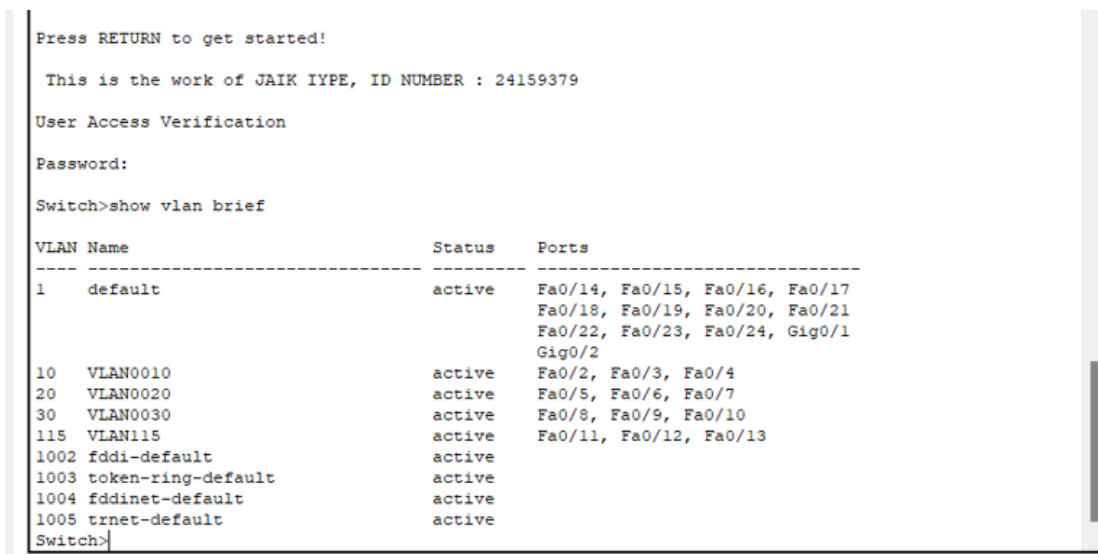 Press RETURN to get started!
This is the work of JAIK IYPE, ID NUMBER : 24159379
User Access Verification
Password:
Switch>show vlan brief
VLAN Name                             Status    Ports
---- -------------------------------- --------- -------------------------------
1    default                          active    Fa0/14, Fa0/15, Fa0/16, Fa0/17
                                                Fa0/18, Fa0/19, Fa0/20, Fa0/21
                                                Fa0/22, Fa0/23, Fa0/24, Gig0/1
                                                Gig0/2
10   VLAN0010                         active    Fa0/2, Fa0/3, Fa0/4
20   VLAN0020                         active    Fa0/5, Fa0/6, Fa0/7
30   VLAN0030                         active    Fa0/8, Fa0/9, Fa0/10
115  VLAN115                          active    Fa0/11, Fa0/12, Fa0/13
1002 fddi-default                     active
1003 token-ring-default               active
1004 fddinet-default                  active
1005 trnet-default                    active
Switch>